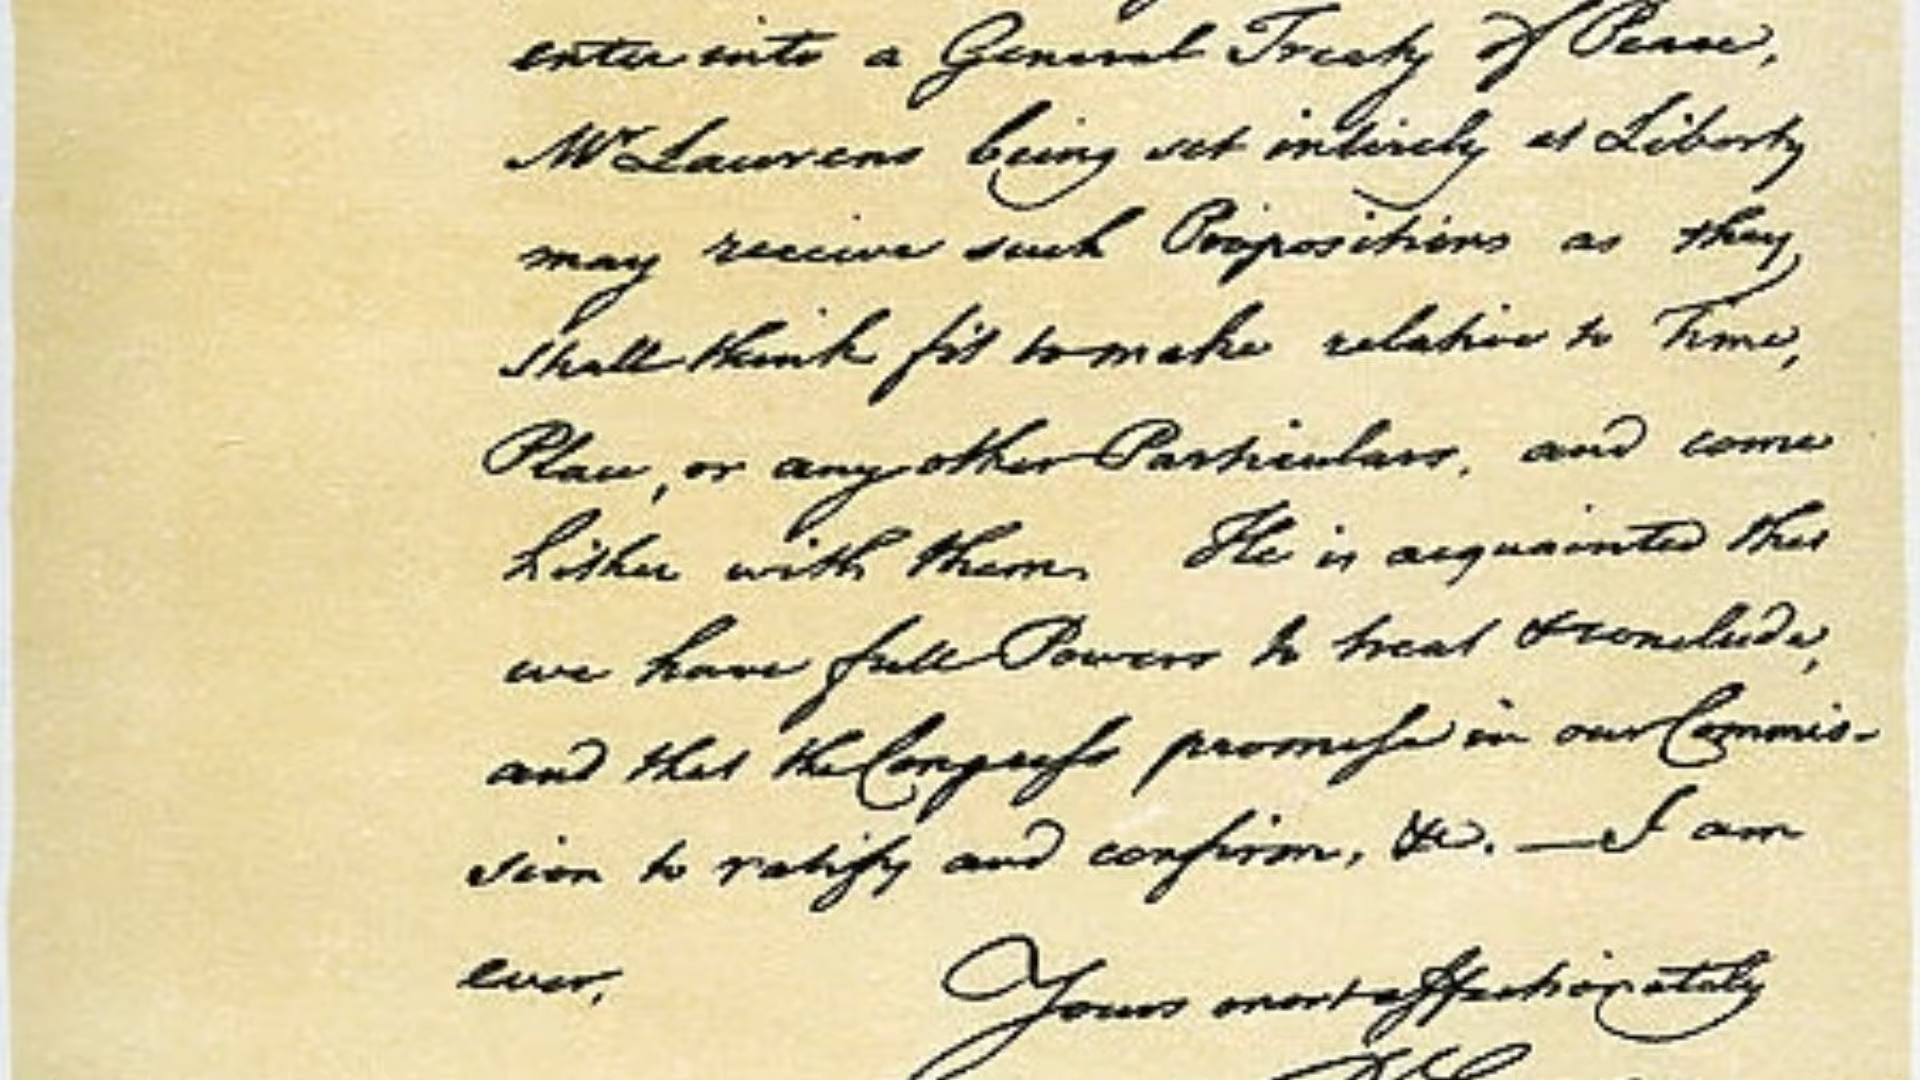 enter into a General Treaty of Peace,
Mr Laurens being set intirely at Liberty
may receive such Propositions as they
shall think fit to make relative to Time,
Place, or any other Particulars, and come
hither with them. He is acquainted that
we have full Powers to treat & conclude,
and that the Congress promise in our Commis-
sion to ratify and confirm, &c. — I am
ever,
Yours most affectionately